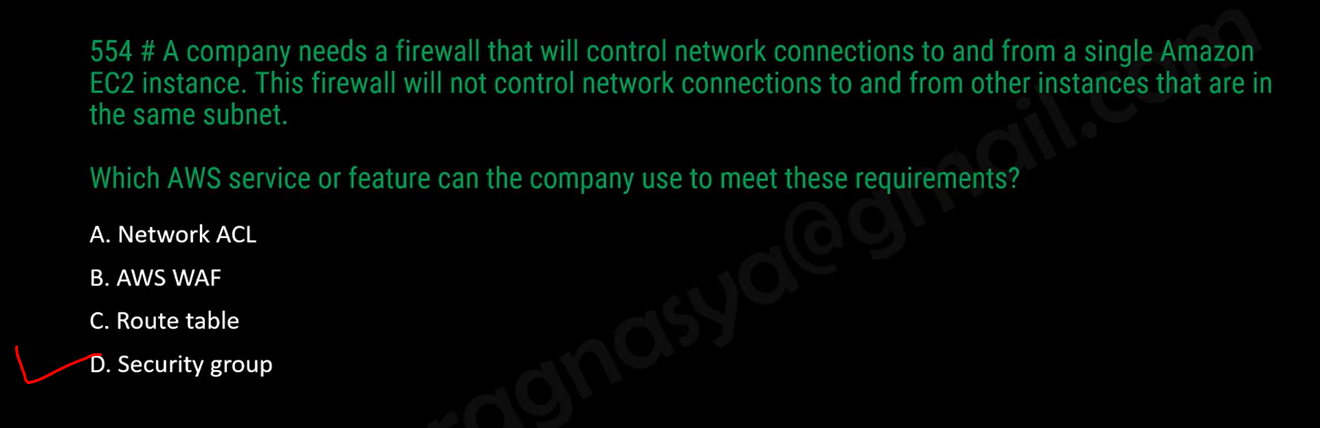 554 # A company needs a firewall that will control network connections to and from a single Amazon
EC2 instance. This firewall will not control network connections to and from other instances that are in
the same subnet.
Which AWS service or feature can the company use to meet these requirements?
A. Network ACL
B. AWS WAF
C. Route table
D. Security group